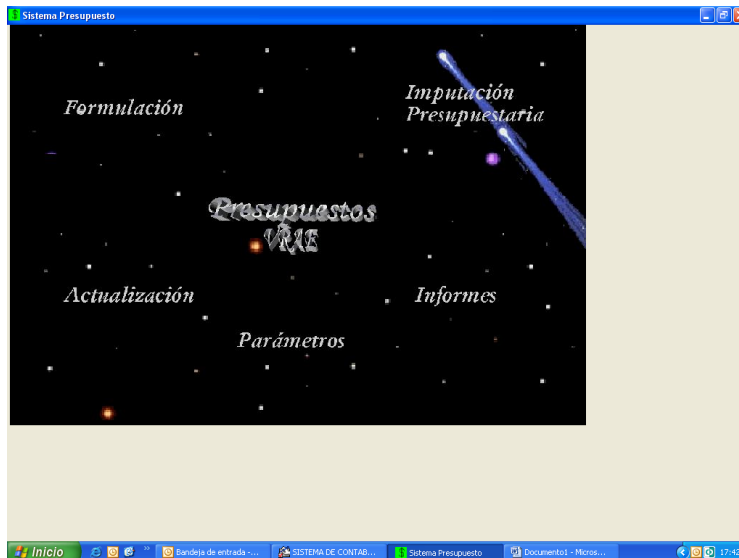 Sistema Presupuesto
Formulación
Imputación
Presupuestaria
Presupuestos
VRAE
Actualización
Informes
Parámetros
Inicio
Bandeja de entrada -...
SISTEMA DE CONTAB...
Sistema Presupuesto
Documento1 - Micros...
17:42